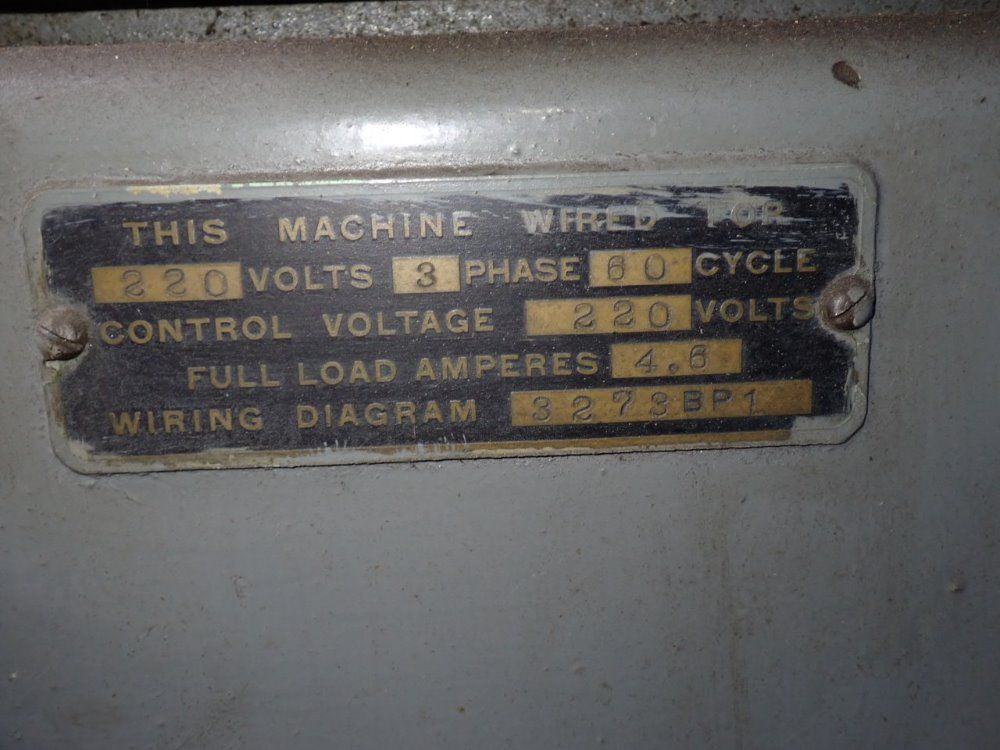 THIS MACHINE WIRED FOR
220 VOLTS 3 PHASE 60 CYCLE
CONTROL VOLTAGE 220 VOLTS
FULL LOAD AMPERES 4.6
WIRING DIAGRAM 3273BP1